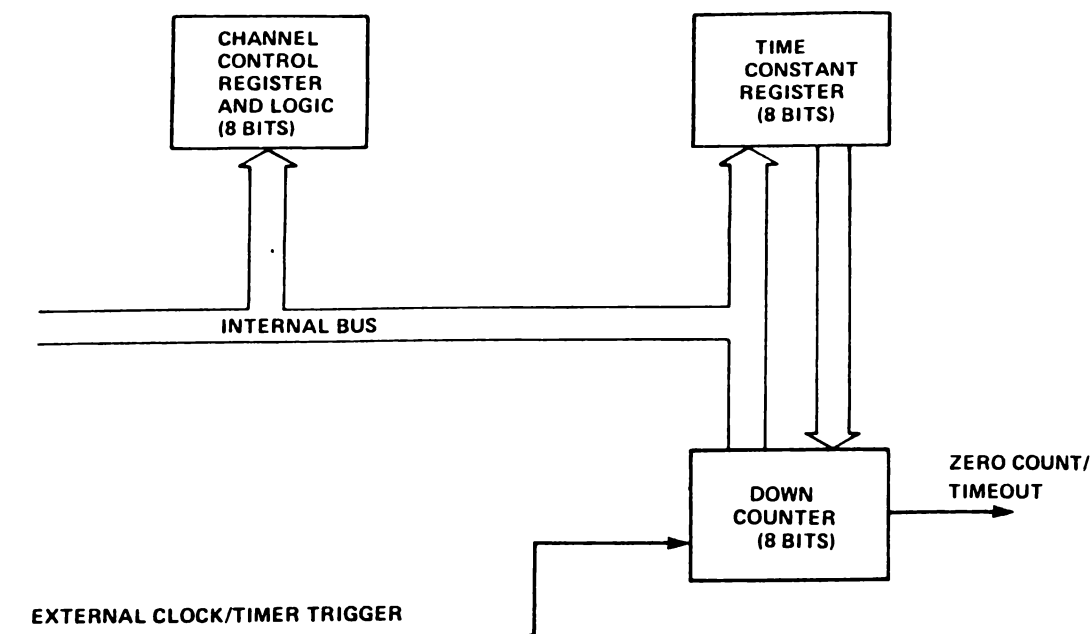 CHANNEL
CONTROL
REGISTER
AND LOGIC
(8 BITS)
TIME
CONSTANT
REGISTER
(8 BITS)
INTERNAL BUS
DOWN
COUNTER
(8 BITS)
ZERO COUNT/
TIMEOUT
EXTERNAL CLOCK/TIMER TRIGGER